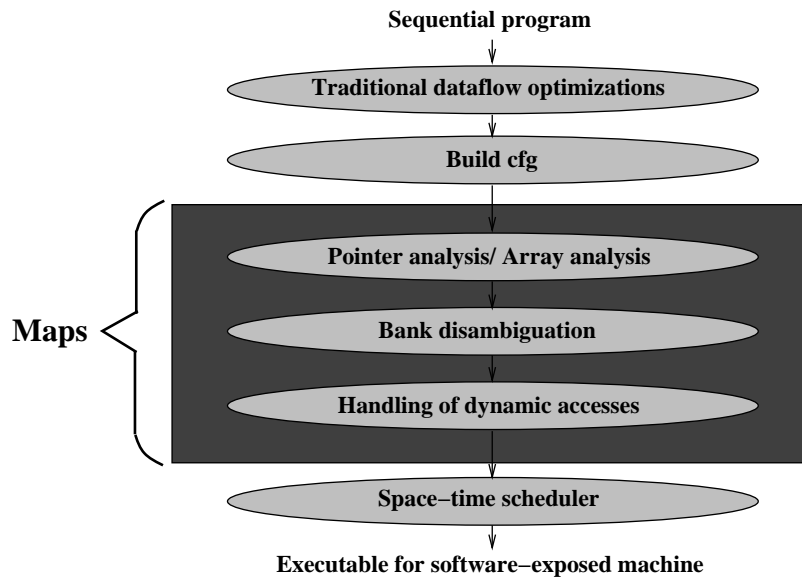 Sequential program
Traditional dataflow optimizations
Build cfg
Pointer analysis/ Array analysis
Maps
Bank disambiguation
Handling of dynamic accesses
Space−time scheduler
Executable for software−exposed machine